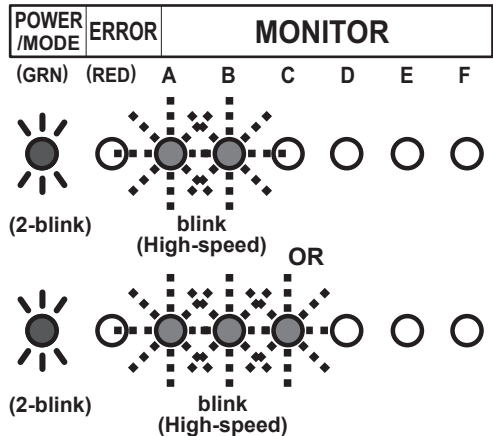 POWER /MODE ERROR MONITOR
(GRN) (RED) A B C D E F
(2-blink) blink
(High-speed)
OR
(2-blink) blink
(High-speed)